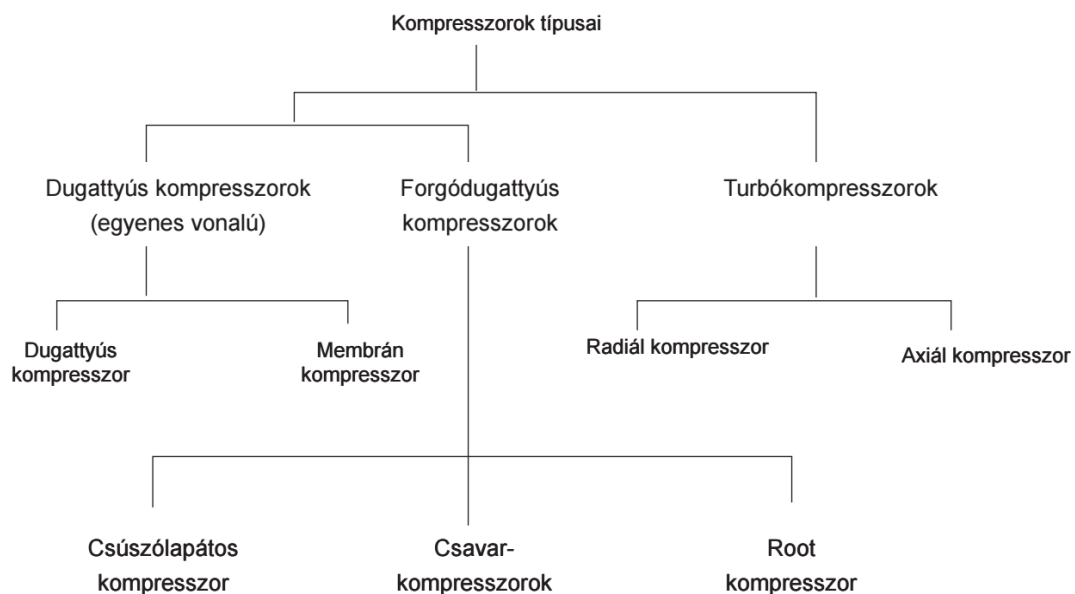 Kompresszorok típusai
Dugattyús kompresszorok
(egyenes vonalú)
Forgódugattyús
kompresszorok
Turbókompresszorok
Dugattyús
kompresszor
Membrán
kompresszor
Radiál kompresszor
Axiál kompresszor
Csúszólapátos
kompresszor
Csavar-
kompresszorok
Root
kompresszor